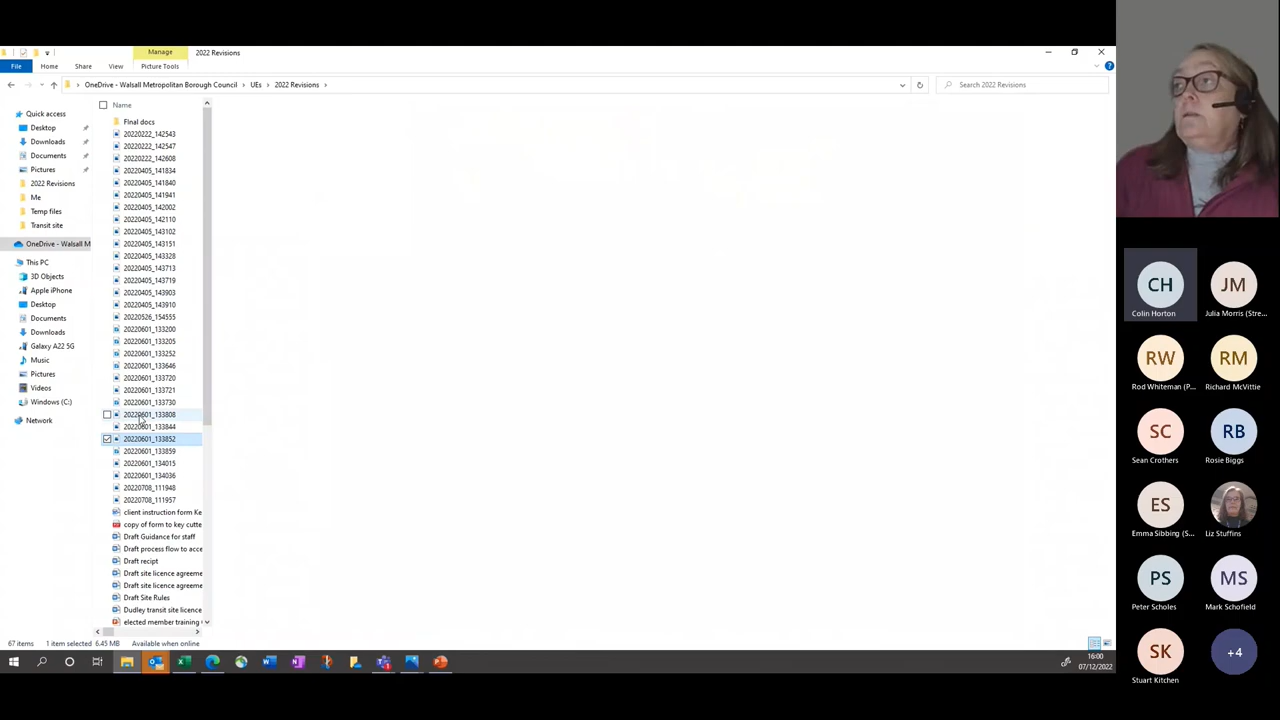 Manage
2022 Revisions
File
Home
Share
View
Picture Tools
OneDrive - Walsall Metropolitan Borough Council > UEs > 2022 Revisions >
Search 2022 Revisions
Name
Quick access
Desktop
Downloads
Documents
Pictures
2022 Revisions
Me
Temp files
Transit site
OneDrive - Walsall M
This PC
3D Objects
Apple iPhone
Desktop
Documents
Downloads
Galaxy A22 5G
Music
Pictures
Videos
Windows (C:)
Network
FInal docs
20220222_142543
20220222_142547
20220222_142608
20220405_141834
20220405_141840
20220405_141941
20220405_142002
20220405_142110
20220405_143102
20220405_143151
20220405_143328
20220405_143713
20220405_143719
20220405_143903
20220405_143910
20220526_154555
20220601_133200
20220601_133205
20220601_133252
20220601_133646
20220601_133720
20220601_133721
20220601_133730
20220601_133808
20220601_133844
20220601_133852
20220601_133859
20220601_134015
20220601_134036
20220708_111948
20220708_111957
client instruction form Ke
copy of form to key cutte
Draft Guidance for staff
Draft process flow to acce
Draft recipt
Draft site licence agreeme
Draft site licence agreeme
Draft Site Rules
Dudley transit site licence
elected member training
67 items
1 item selected 6.45 MB
Available when online
16:00
07/12/2022
CH
Colin Horton
JM
Julia Morris (Stre...
RW
Rod Whiteman (P...
RM
Richard McVittie
SC
Sean Crothers
RB
Rosie Biggs
ES
Emma Sibbing (S...
Liz Stuffins
PS
Peter Scholes
MS
Mark Schofield
SK
Stuart Kitchen
+4